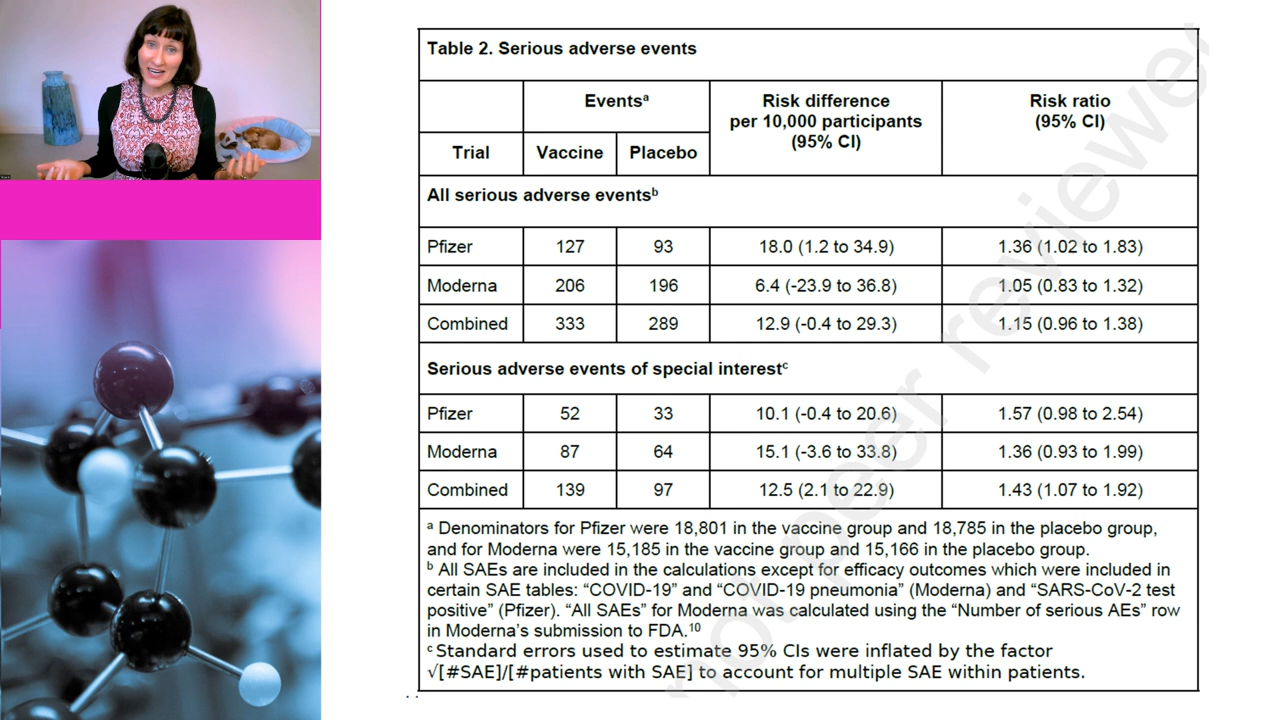 Table 2. Serious adverse events
Eventsᵃ
Risk difference
per 10,000 participants
(95% CI)
Risk ratio
(95% CI)
Trial
Vaccine
Placebo
All serious adverse eventsᵇ
Pfizer 127 93 18.0 (1.2 to 34.9) 1.36 (1.02 to 1.83)
Moderna 206 196 6.4 (-23.9 to 36.8) 1.05 (0.83 to 1.32)
Combined 333 289 12.9 (-0.4 to 29.3) 1.15 (0.96 to 1.38)
Serious adverse events of special interestᶜ
Pfizer 52 33 10.1 (-0.4 to 20.6) 1.57 (0.98 to 2.54)
Moderna 87 64 15.1 (-3.6 to 33.8) 1.36 (0.93 to 1.99)
Combined 139 97 12.5 (2.1 to 22.9) 1.43 (1.07 to 1.92)
ᵃ Denominators for Pfizer were 18,801 in the vaccine group and 18,785 in the placebo group,
and for Moderna were 15,185 in the vaccine group and 15,166 in the placebo group.
ᵇ All SAEs are included in the calculations except for efficacy outcomes which were included in
certain SAE tables: “COVID-19” and “COVID-19 pneumonia” (Moderna) and “SARS-CoV-2 test
positive” (Pfizer). “All SAEs” for Moderna was calculated using the “Number of serious AEs” row
in Moderna’s submission to FDA.¹⁰
ᶜ Standard errors used to estimate 95% CIs were inflated by the factor
√[#SAE]/[#patients with SAE] to account for multiple SAE within patients.
not peer reviewe